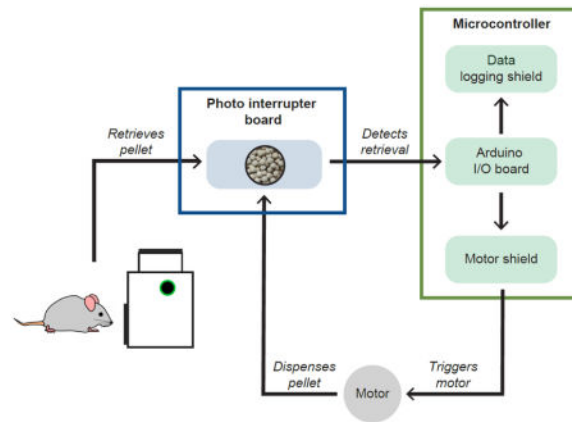 Microcontroller
Data
logging shield
Photo interrupter
board
Retrieves
pellet
Detects
retrieval
Arduino
I/O board
Motor shield
Dispenses
pellet
Motor
Triggers
motor